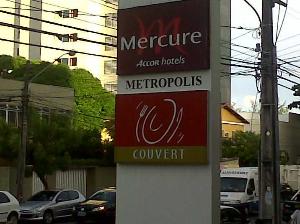 Mercure
Accor hotels
METROPOLIS
COUVERT